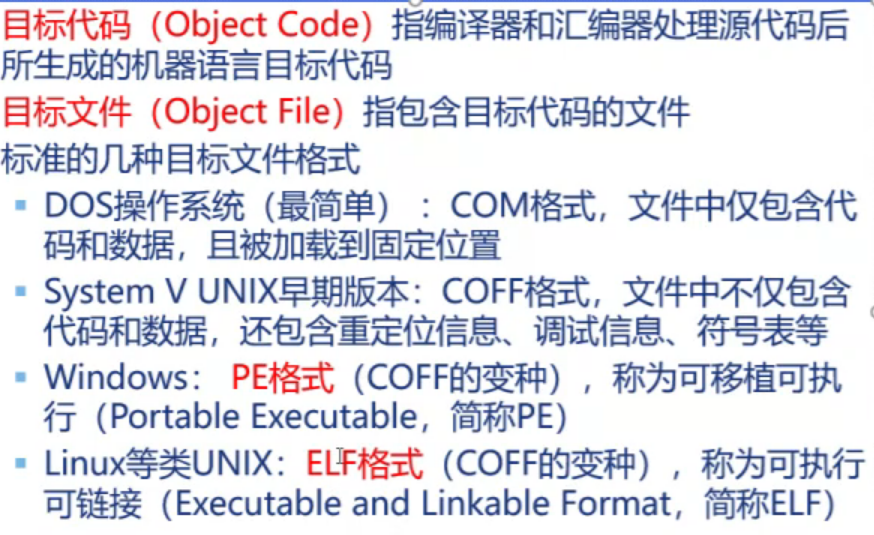 目标代码（Object Code）指编译器和汇编器处理源代码后
所生成的机器语言目标代码
目标文件（Object File）指包含目标代码的文件
标准的几种目标文件格式
▪ DOS操作系统（最简单）：COM格式，文件中仅包含代
码和数据，且被加载到固定位置
▪ System V UNIX早期版本：COFF格式，文件中不仅包含
代码和数据，还包含重定位信息、调试信息、符号表等
▪ Windows： PE格式（COFF的变种），称为可移植可执
行（Portable Executable，简称PE）
▪ Linux等类UNIX：ELF格式（COFF的变种），称为可执行
可链接（Executable and Linkable Format，简称ELF）